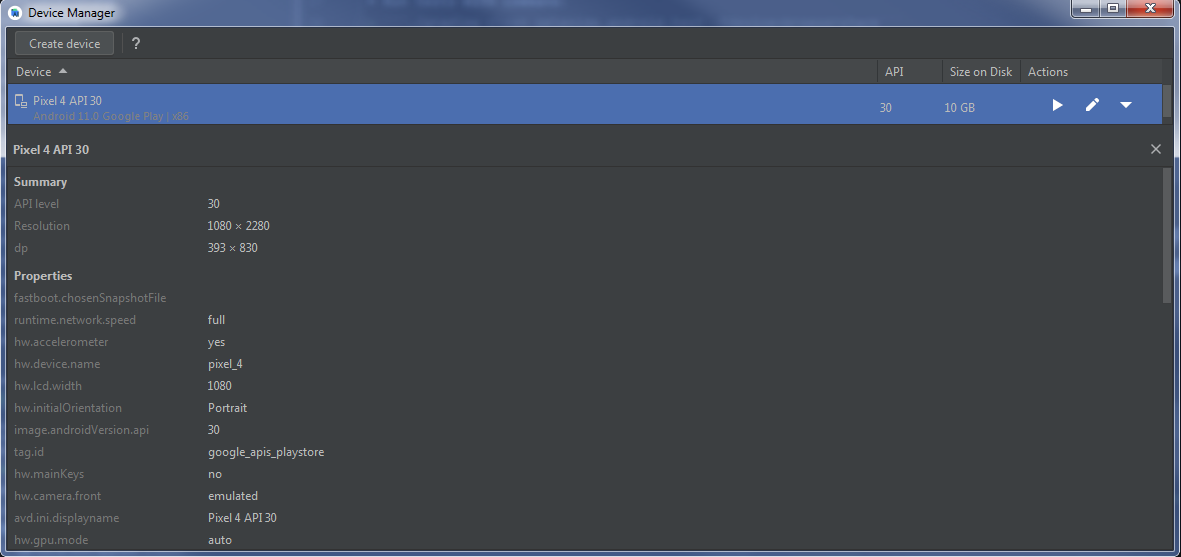 Device Manager
Create device ?
Device API Size on Disk Actions
Pixel 4 API 30 30 10 GB
Android 11.0 Google Play | x86
Pixel 4 API 30
Summary
API level 30
Resolution 1080 × 2280
dp 393 × 830
Properties
fastboot.chosenSnapshotFile
runtime.network.speed full
hw.accelerometer yes
hw.device.name pixel_4
hw.lcd.width 1080
hw.initialOrientation Portrait
image.androidVersion.api 30
tag.id google_apis_playstore
hw.mainKeys no
hw.camera.front emulated
avd.ini.displayname Pixel 4 API 30
hw.gpu.mode auto